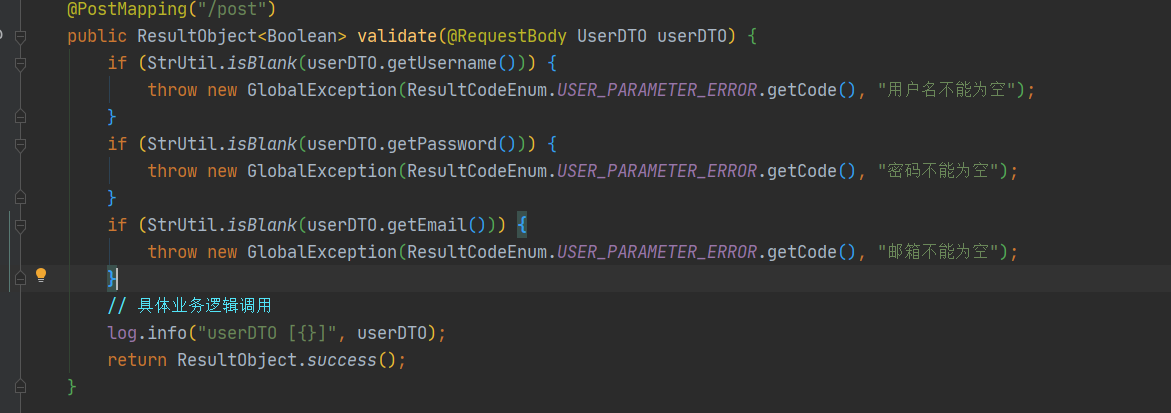 @PostMapping("/post")
public ResultObject<Boolean> validate(@RequestBody UserDTO userDTO) {
if (StrUtil.isBlank(userDTO.getUsername())) {
throw new GlobalException(ResultCodeEnum.USER_PARAMETER_ERROR.getCode(), "用户名不能为空");
}
if (StrUtil.isBlank(userDTO.getPassword())) {
throw new GlobalException(ResultCodeEnum.USER_PARAMETER_ERROR.getCode(), "密码不能为空");
}
if (StrUtil.isBlank(userDTO.getEmail())) {
throw new GlobalException(ResultCodeEnum.USER_PARAMETER_ERROR.getCode(), "邮箱不能为空");
}
// 具体业务逻辑调用
log.info("userDTO [{}]", userDTO);
return ResultObject.success();
}